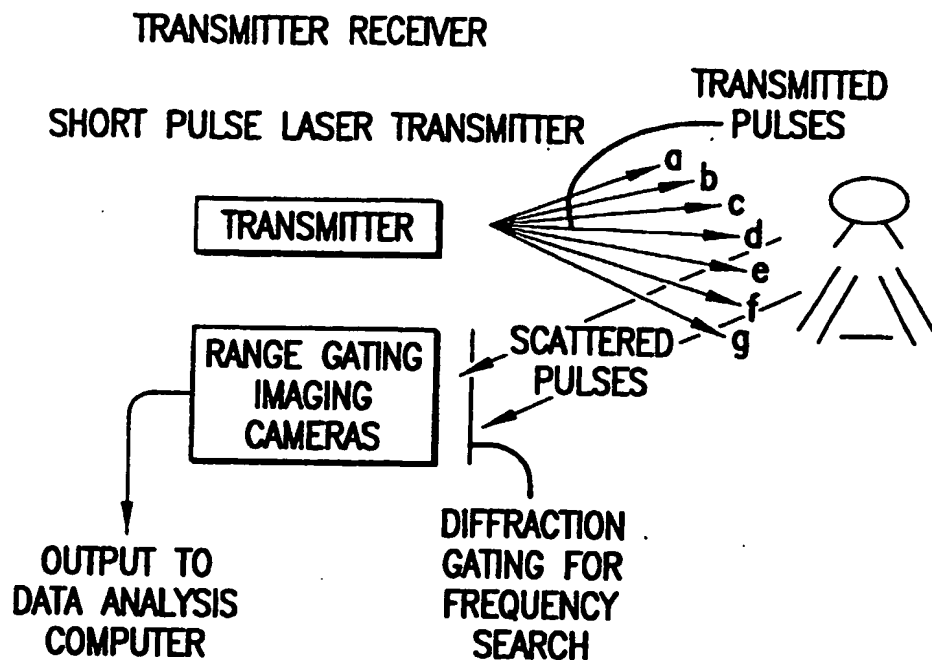 TRANSMITTER RECEIVER
SHORT PULSE LASER TRANSMITTER
TRANSMITTED
PULSES
a
b
c
d
e
f
g
TRANSMITTER
RANGE GATING
IMAGING
CAMERAS
SCATTERED
PULSES
OUTPUT TO
DATA ANALYSIS
COMPUTER
DIFFRACTION
GATING FOR
FREQUENCY
SEARCH